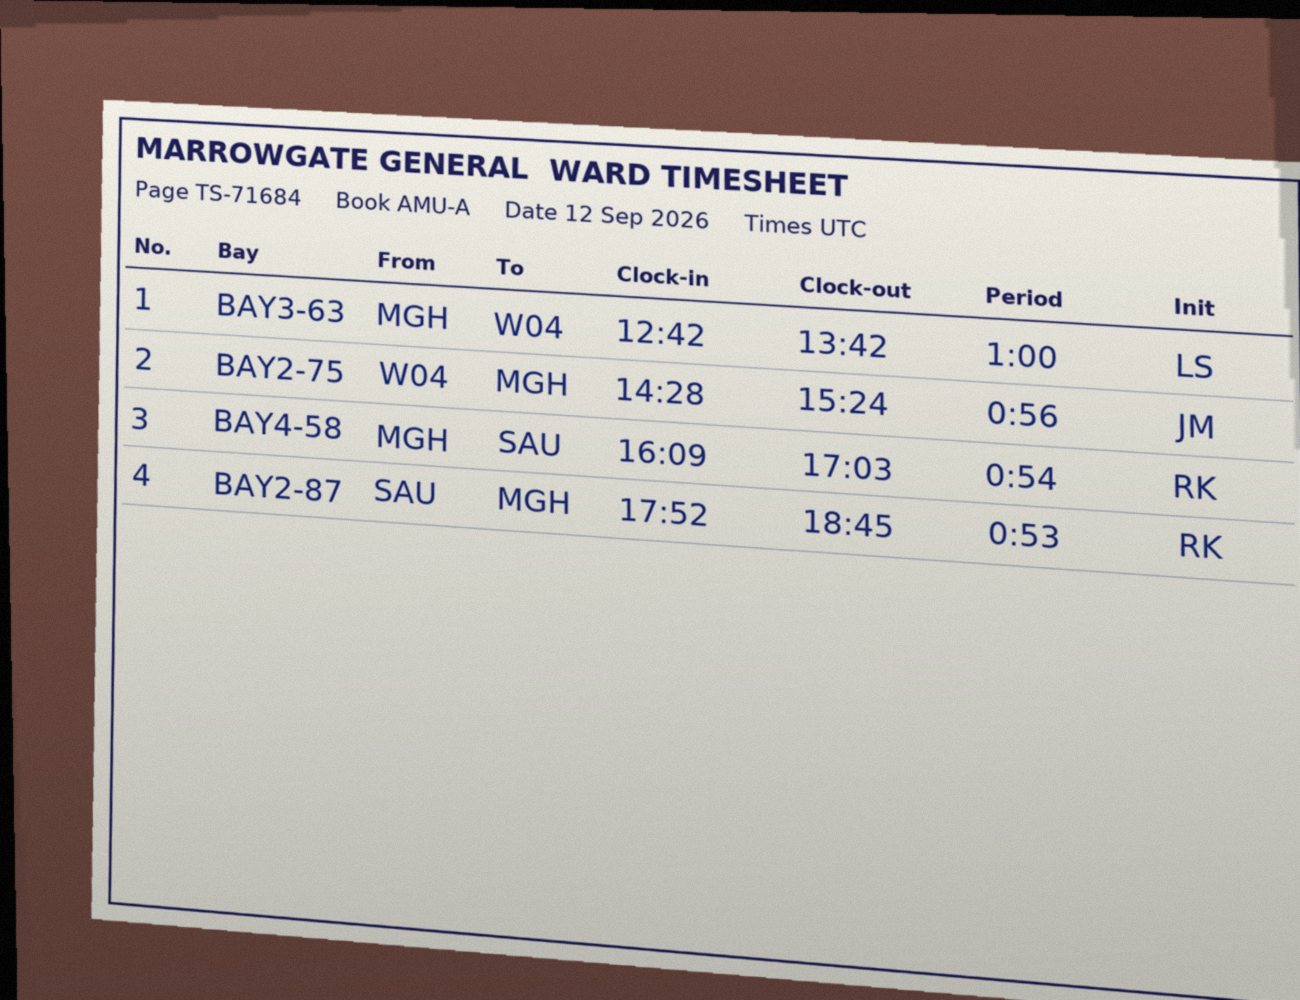 MARROWGATE GENERAL WARD TIMESHEET
Page TS-71684 Book AMU-A Date 12 Sep 2026 Times UTC
No. Bay From To Clock-in Clock-out Period Init
1 BAY3-63 MGH W04 12:42 13:42 1:00 LS
2 BAY2-75 W04 MGH 14:28 15:24 0:56 JM
3 BAY4-58 MGH SAU 16:09 17:03 0:54 RK
4 BAY2-87 SAU MGH 17:52 18:45 0:53 RK